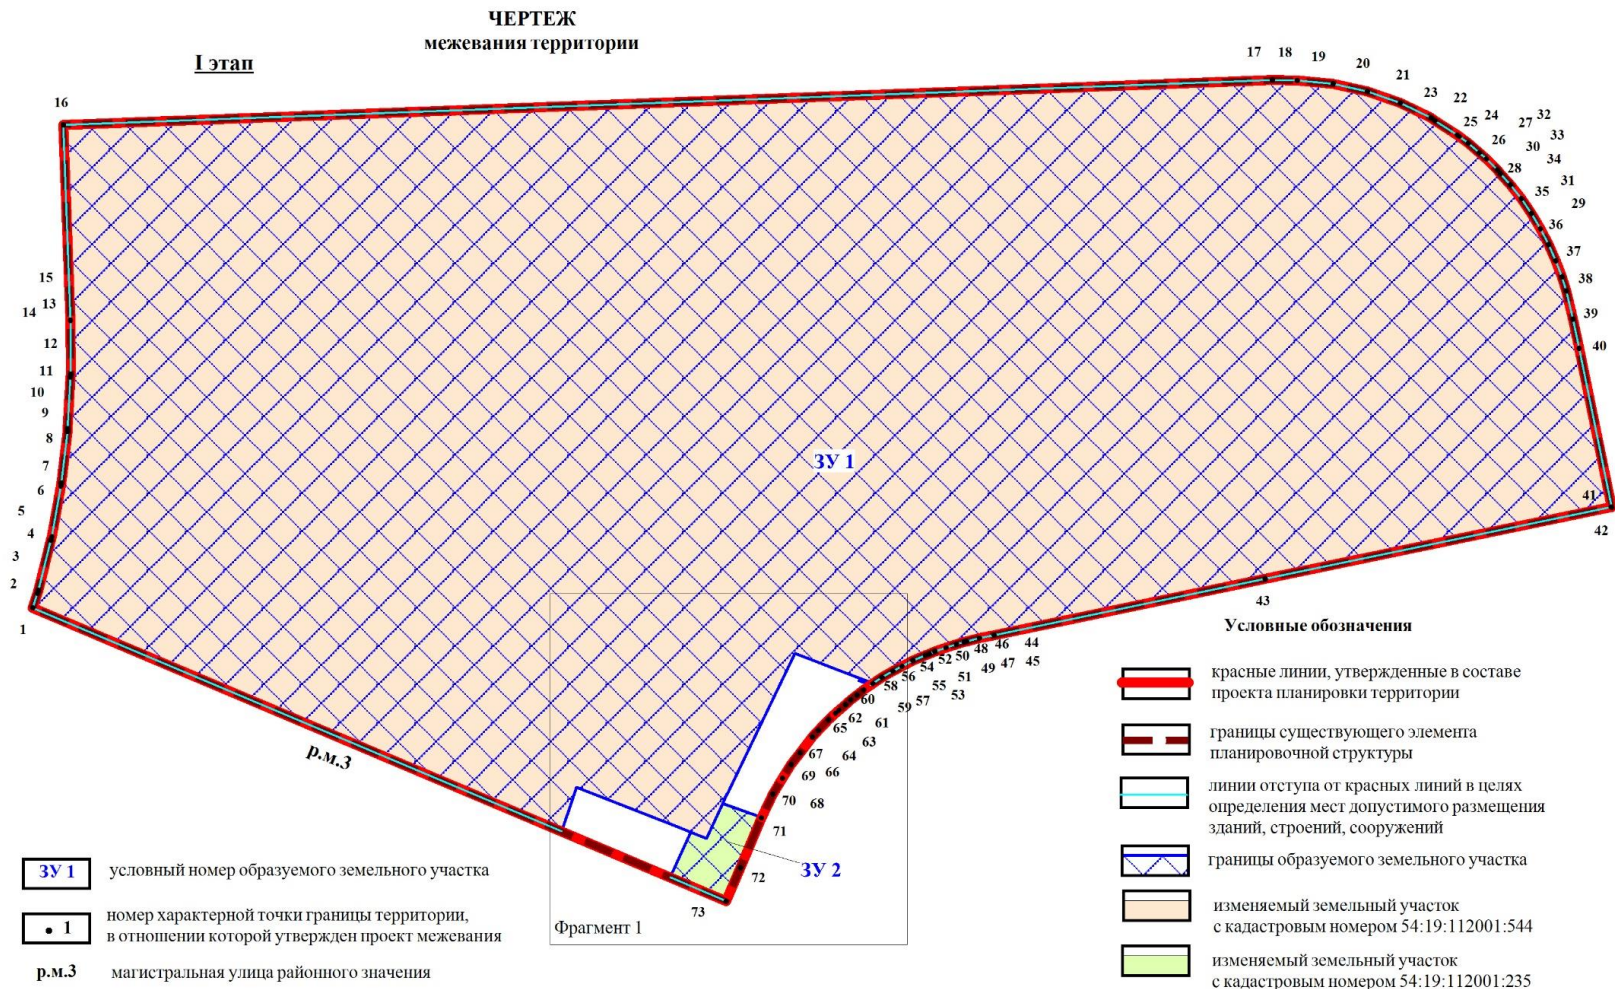 ЧЕРТЕЖ
межевания территории
I этап
16
17 18 19 20 21 23 22 24 25 26 27 32 33 30 34 28 31 35 29 36 37 38 39 40 41 42
15
14 13
12
11
10
9
8
7
6
5
4
3
2
1
ЗУ 1
43
44
46
48
50
52
54
45
47
49
51
53
55
56
57
58
59
60
61
62
63
65
64
67
66
69
68
70
71
72
73
р.м.3
ЗУ 2
Фрагмент 1
ЗУ 1 условный номер образуемого земельного участка
1 номер характерной точки границы территории,
в отношении которой утвержден проект межевания
р.м.3 магистральная улица районного значения
Условные обозначения
красные линии, утвержденные в составе
проекта планировки территории
границы существующего элемента
планировочной структуры
линии отступа от красных линий в целях
определения мест допустимого размещения
зданий, строений, сооружений
границы образуемого земельного участка
изменяемый земельный участок
с кадастровым номером 54:19:112001:544
изменяемый земельный участок
с кадастровым номером 54:19:112001:235